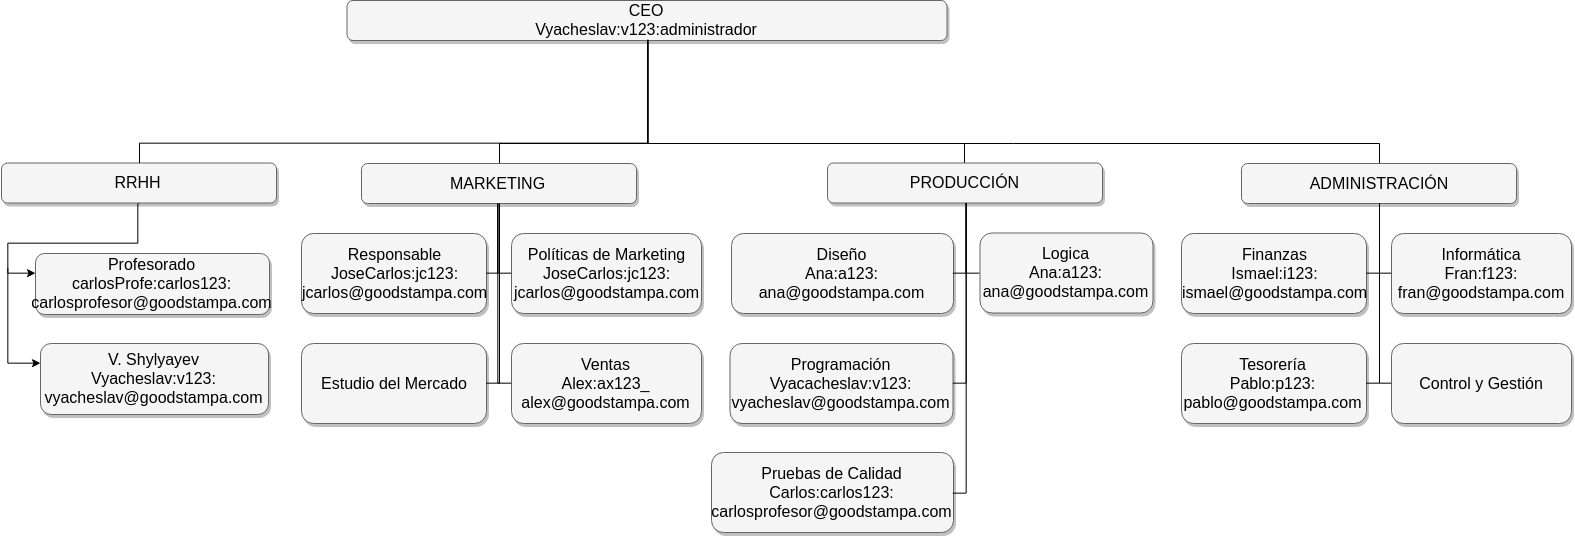 CEO
Vyacheslav:v123:administrador
RRHH
MARKETING
PRODUCCIÓN
ADMINISTRACIÓN
Profesorado
carlosProfe:carlos123:
carlosprofesor@goodstampa.com
V. Shylyayev
Vyacheslav:v123:
vyacheslav@goodstampa.com
Responsable
JoseCarlos:jc123:
jcarlos@goodstampa.com
Políticas de Marketing
JoseCarlos:jc123:
jcarlos@goodstampa.com
Estudio del Mercado
Ventas
Alex:ax123_
alex@goodstampa.com
Diseño
Ana:a123:
ana@goodstampa.com
Logica
Ana:a123:
ana@goodstampa.com
Programación
Vyacacheslav:v123:
vyacheslav@goodstampa.com
Pruebas de Calidad
Carlos:carlos123:
carlosprofesor@goodstampa.com
Finanzas
Ismael:i123:
ismael@goodstampa.com
Informática
Fran:f123:
fran@goodstampa.com
Tesorería
Pablo:p123:
pablo@goodstampa.com
Control y Gestión